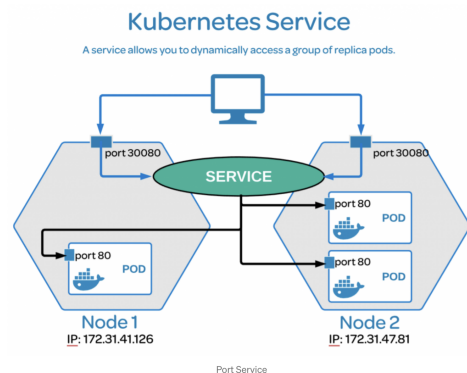 Kubernetes Service
A service allows you to dynamically access a group of replica pods.
port 30080
port 30080
SERVICE
port 80
POD
port 80
POD
port 80
POD
Node 1
IP: 172.31.41.126
Node 2
IP: 172.31.47.81
Port Service